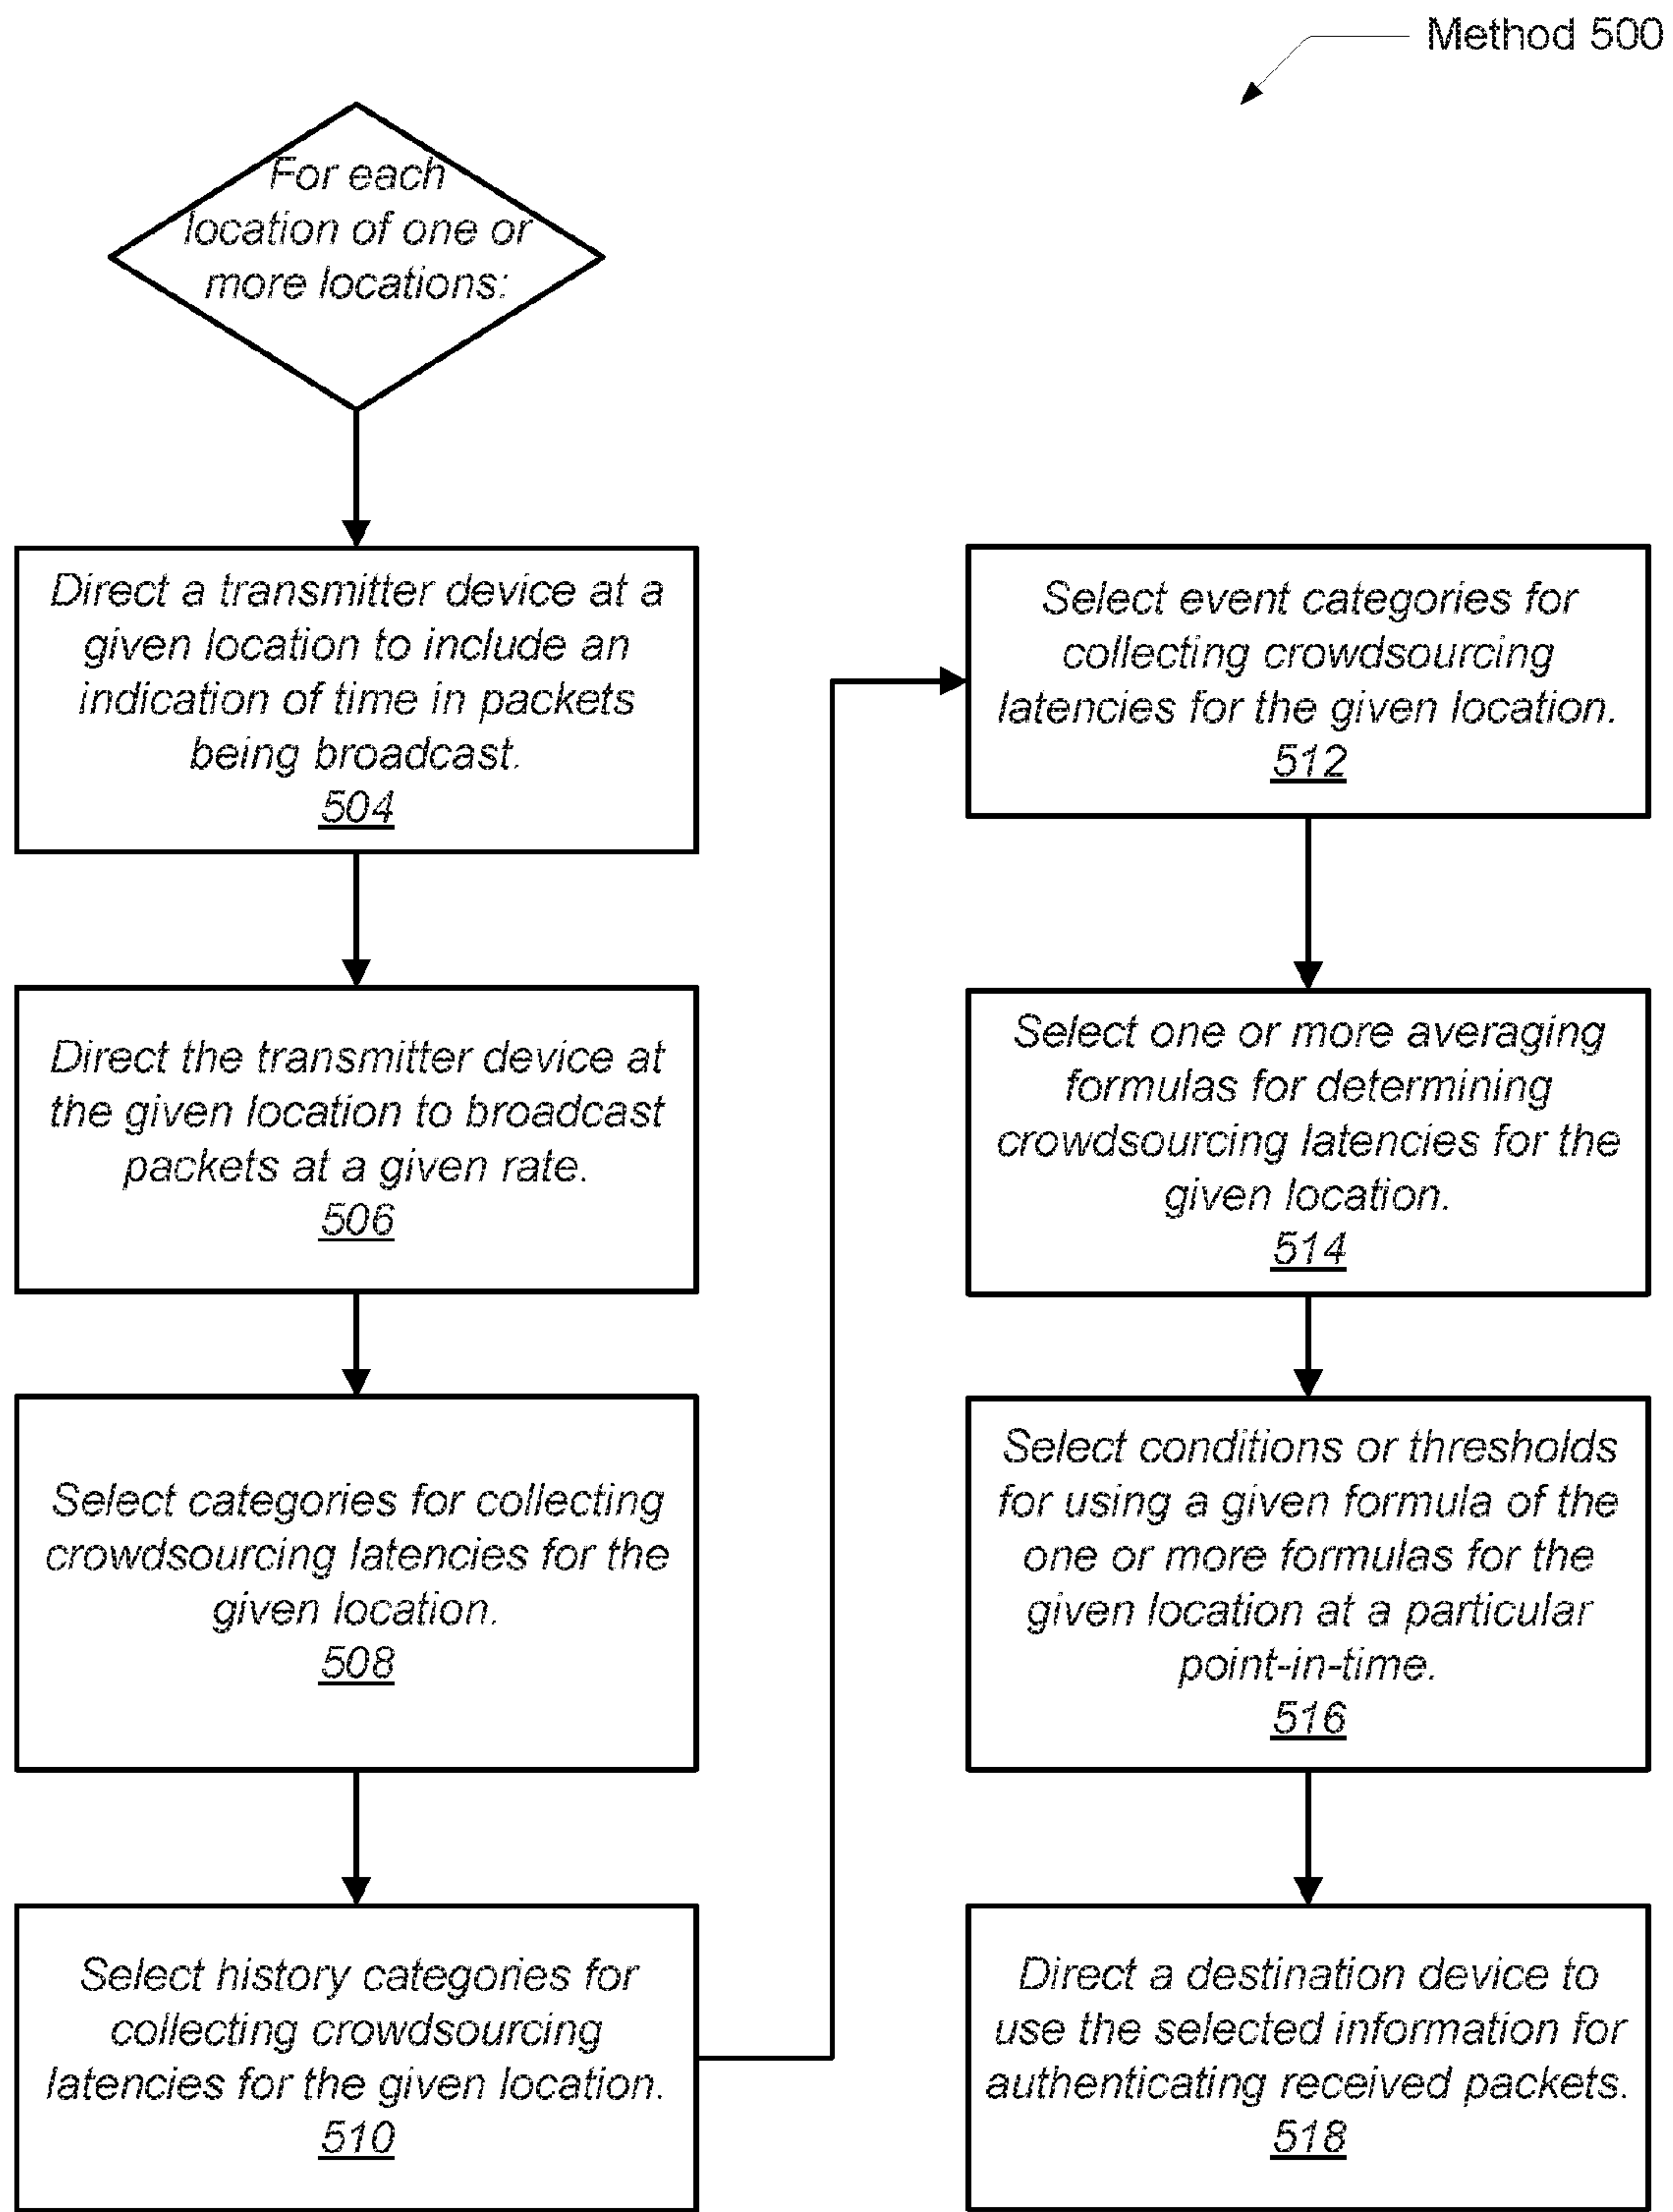 Method 500
For each
location of one or
more locations:
Direct a transmitter device at a
given location to include an
indication of time in packets
being broadcast.
504
Direct the transmitter device at
the given location to broadcast
packets at a given rate.
506
Select categories for collecting
crowdsourcing latencies for the
given location.
508
Select history categories for
collecting crowdsourcing
latencies for the given location.
510
Select event categories for
collecting crowdsourcing
latencies for the given location.
512
Select one or more averaging
formulas for determining
crowdsourcing latencies for the
given location.
514
Select conditions or thresholds
for using a given formula of the
one or more formulas for the
given location at a particular
point-in-time.
516
Direct a destination device to
use the selected information for
authenticating received packets.
518